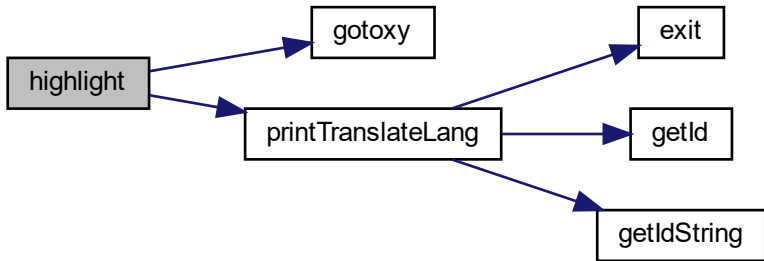 highlight
gotoxy
printTranslateLang
exit
getId
getIdString